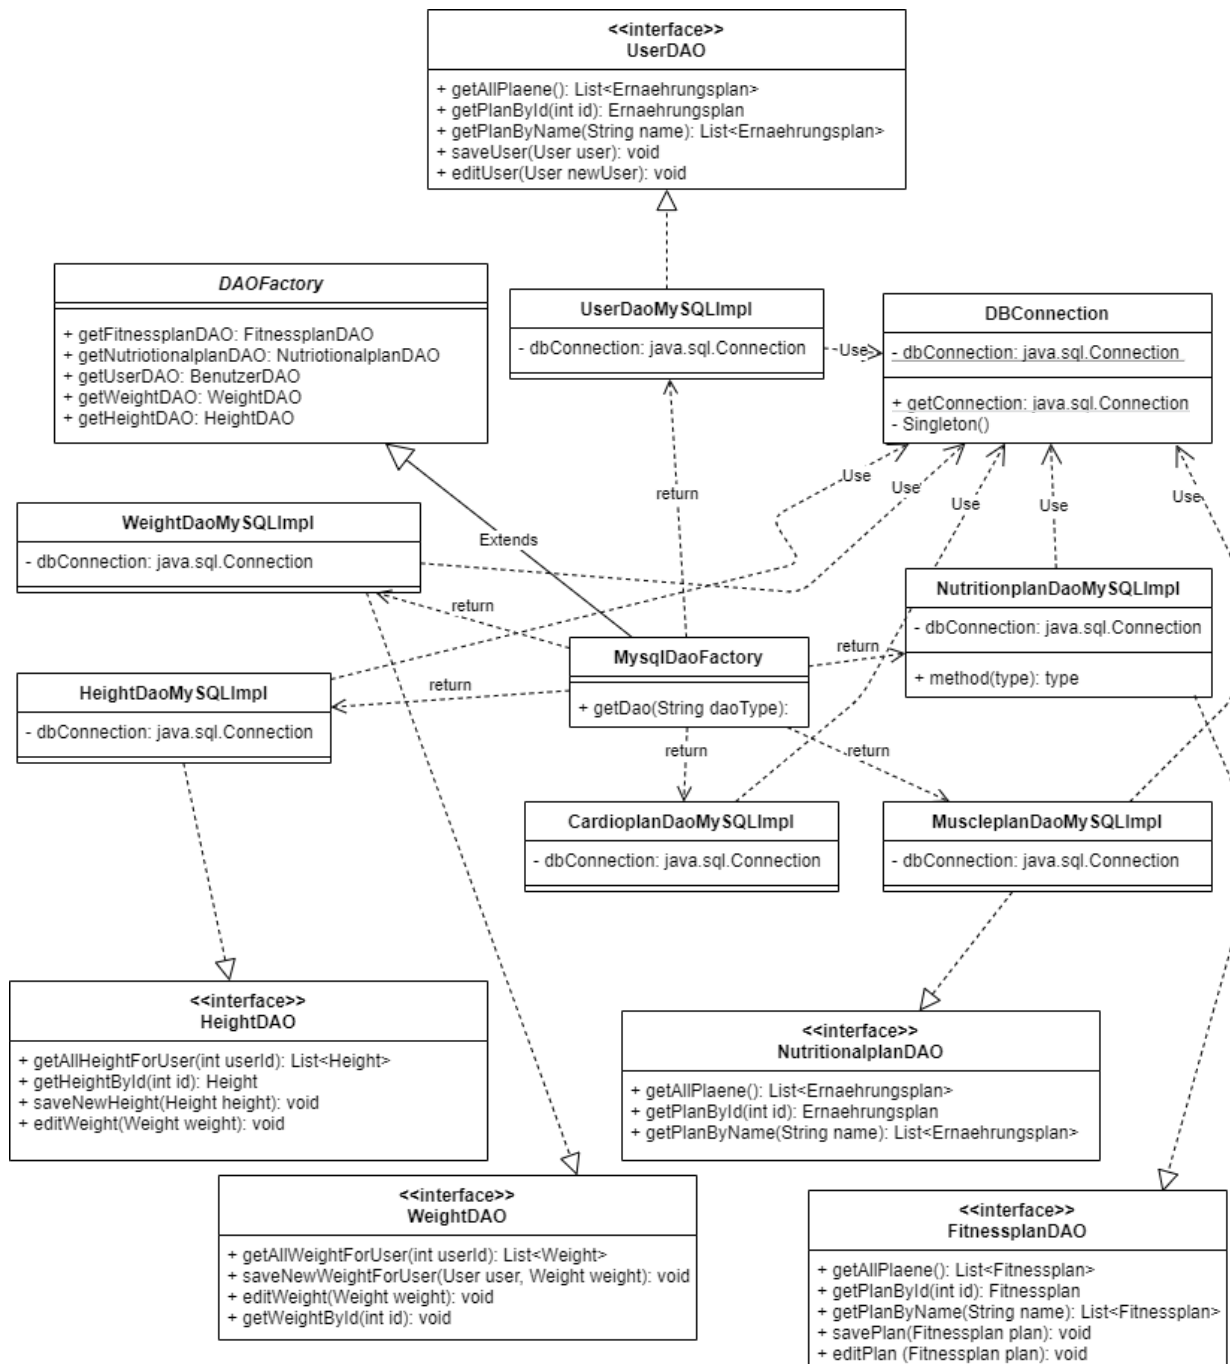 <<interface>>
UserDAO
+ getAllPlaene(): List<Ernaehrungsplan>
+ getPlanById(int id): Ernaehrungsplan
+ getPlanByName(String name): List<Ernaehrungsplan>
+ saveUser(User user): void
+ editUser(User newUser): void
DAOFactory
+ getFitnessplanDAO: FitnessplanDAO
+ getNutriotionalplanDAO: NutriotionalplanDAO
+ getUserDAO: BenutzerDAO
+ getWeightDAO: WeightDAO
+ getHeightDAO: HeightDAO
UserDaoMySQLImpl
- dbConnection: java.sql.Connection
Use
DBConnection
- dbConnection: java.sql.Connection
+ getConnection: java.sql.Connection
- Singleton()
Use
Use
Use
Use
Use
return
Extends
WeightDaoMySQLImpl
- dbConnection: java.sql.Connection
return
NutritionplanDaoMySQLImpl
- dbConnection: java.sql.Connection
+ method(type): type
return
MysqlDaoFactory
+ getDao(String daoType):
return
HeightDaoMySQLImpl
- dbConnection: java.sql.Connection
return
return
CardioplanDaoMySQLImpl
- dbConnection: java.sql.Connection
MuscleplanDaoMySQLImpl
- dbConnection: java.sql.Connection
<<interface>>
HeightDAO
+ getAllHeightForUser(int userId): List<Height>
+ getHeightById(int id): Height
+ saveNewHeight(Height height): void
+ editWeight(Weight weight): void
<<interface>>
NutritionalplanDAO
+ getAllPlaene(): List<Ernaehrungsplan>
+ getPlanById(int id): Ernaehrungsplan
+ getPlanByName(String name): List<Ernaehrungsplan>
<<interface>>
WeightDAO
+ getAllWeightForUser(int userId): List<Weight>
+ saveNewWeightForUser(User user, Weight weight): void
+ editWeight(Weight weight): void
+ getWeightById(int id): void
<<interface>>
FitnessplanDAO
+ getAllPlaene(): List<Fitnessplan>
+ getPlanById(int id): Fitnessplan
+ getPlanByName(String name): List<Fitnessplan>
+ savePlan(Fitnessplan plan): void
+ editPlan (Fitnessplan plan): void